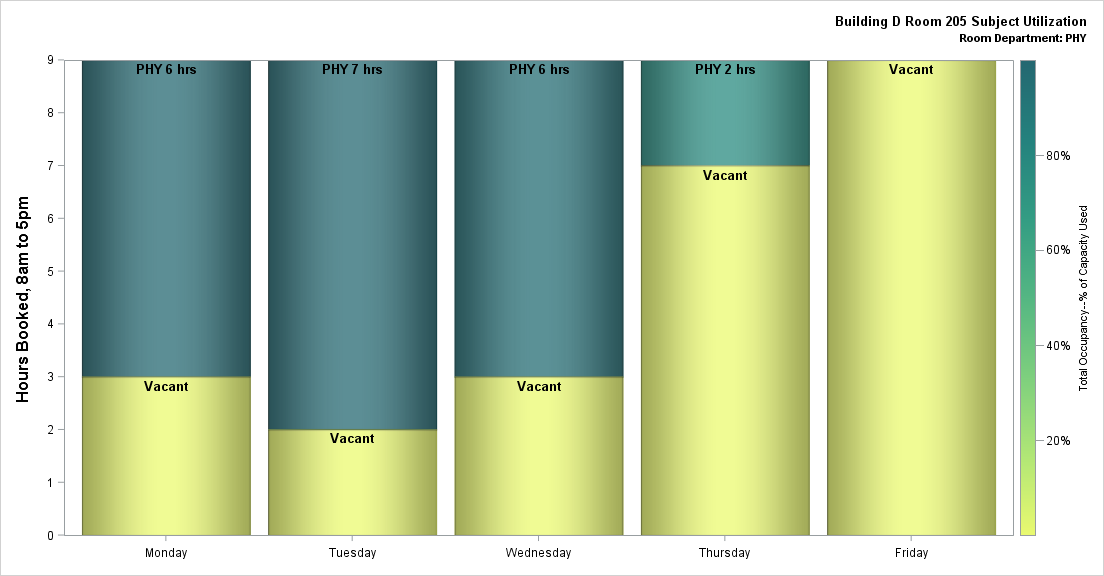 Building D Room 205 Subject Utilization
Room Department: PHY
Hours Booked, 8am to 5pm
9
8
7
6
5
4
3
2
1
0
PHY 6 hrs
Vacant
PHY 7 hrs
Vacant
PHY 6 hrs
Vacant
PHY 2 hrs
Vacant
Vacant
Monday
Tuesday
Wednesday
Thursday
Friday
80%
60%
40%
20%
Total Occupancy--% of Capacity Used